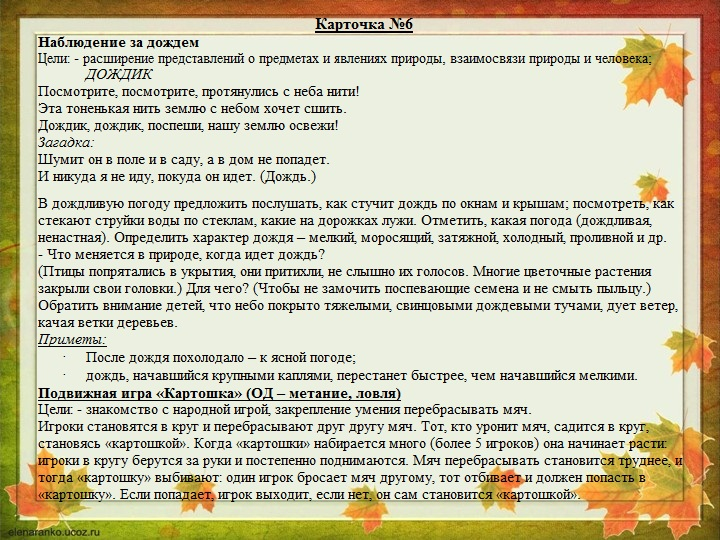 Карточка №6
Наблюдение за дождем
Цели: - расширение представлений о предметах и явлениях природы, взаимосвязи природы и человека;
ДОЖДИК
Посмотрите, посмотрите, протянулись с неба нити!
Эта тоненькая нить землю с небом хочет сшить.
Дождик, дождик, поспеши, нашу землю освежи!
Загадка:
Шумит он в поле и в саду, а в дом не попадет.
И никуда я не иду, покуда он идет. (Дождь.)
В дождливую погоду предложить послушать, как стучит дождь по окнам и крышам; посмотреть, как
стекают струйки воды по стеклам, какие на дорожках лужи. Отметить, какая погода (дождливая,
ненастная). Определить характер дождя – мелкий, моросящий, затяжной, холодный, проливной и др.
- Что меняется в природе, когда идет дождь?
(Птицы попрятались в укрытия, они притихли, не слышно их голосов. Многие цветочные растения
закрыли свои головки.) Для чего? (Чтобы не замочить поспевающие семена и не смыть пыльцу.)
Обратить внимание детей, что небо покрыто тяжелыми, свинцовыми дождевыми тучами, дует ветер,
качая ветки деревьев.
Приметы:
· После дождя похолодало – к ясной погоде;
· дождь, начавшийся крупными каплями, перестанет быстрее, чем начавшийся мелкими.
Подвижная игра «Картошка» (ОД – метание, ловля)
Цели: - знакомство с народной игрой, закрепление умения перебрасывать мяч.
Игроки становятся в круг и перебрасывают друг другу мяч. Тот, кто уронит мяч, садится в круг,
становясь «картошкой». Когда «картошки» набирается много (более 5 игроков) она начинает расти:
игроки в кругу берутся за руки и постепенно поднимаются. Мяч перебрасывать становится труднее, и
тогда «картошку» выбивают: один игрок бросает мяч другому, тот отбивает и должен попасть в
«картошку». Если попадает, игрок выходит, если нет, он сам становится «картошкой».
elenaranko.ucoz.ru